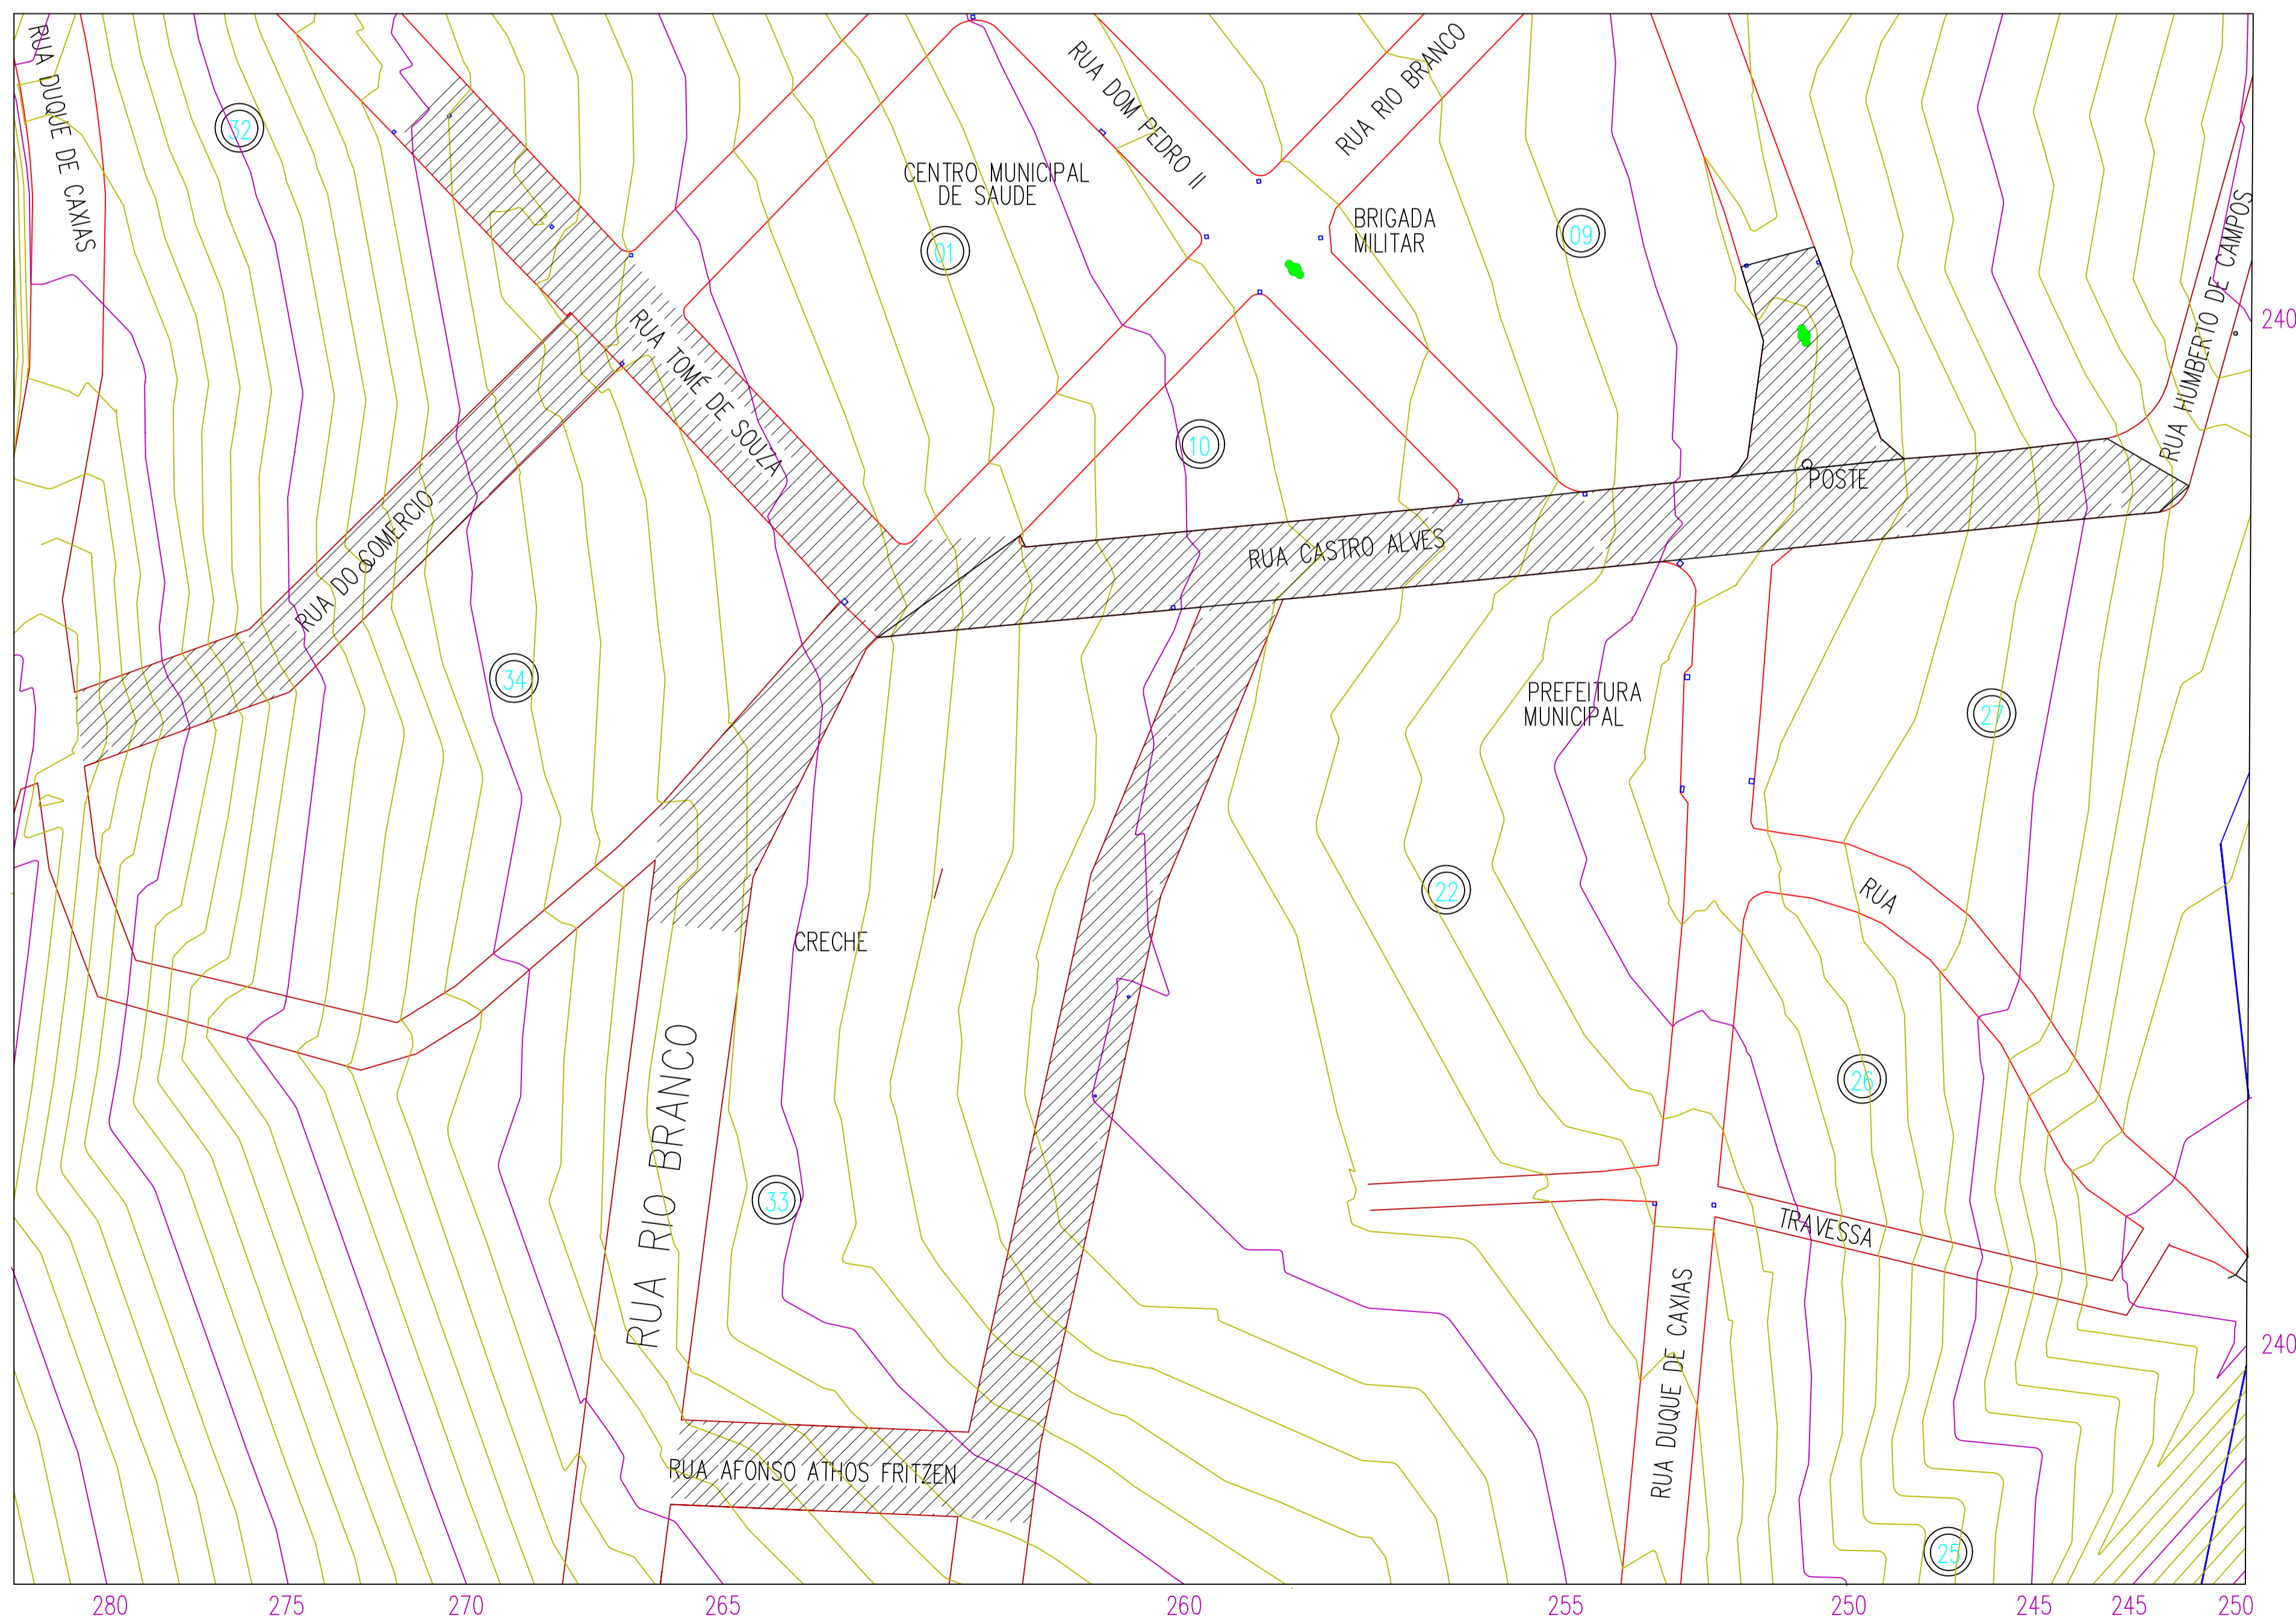 RUA DUQUE DE CAXIAS
32
CENTRO MUNICIPAL
DE SAUDE
01
RUA DOM PEDRO II
RUA RIO BRANCO
BRIGADA
MILITAR
09
RUA HUMBERTO DE CAMPOS
240
RUA TOMÉ DE SOUZA
10
POSTE
RUA CASTRO ALVES
RUA DO COMERCIO
34
PREFEITURA
MUNICIPAL
27
22
RUA
CRECHE
RUA RIO BRANCO
26
33
TRAVESSA
RUA DUQUE DE CAXIAS
240
RUA AFONSO ATHOS FRITZEN
25
280
275
270
265
260
255
250
245
245
250